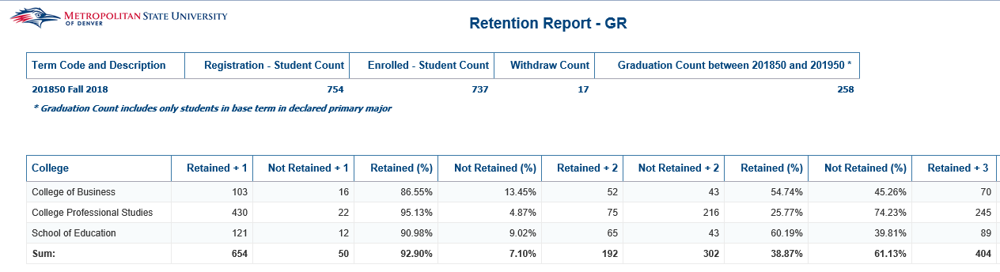 METROPOLITAN STATE UNIVERSITY
OF DENVER
Retention Report - GR
Term Code and Description Registration - Student Count Enrolled - Student Count Withdraw Count Graduation Count between 201850 and 201950 *
201850 Fall 2018 754 737 17 258
* Graduation Count includes only students in base term in declared primary major
College Retained + 1 Not Retained + 1 Retained (%) Not Retained (%) Retained + 2 Not Retained + 2 Retained (%) Not Retained (%) Retained + 3
College of Business 103 16 86.55% 13.45% 52 43 54.74% 45.26% 70
College Professional Studies 430 22 95.13% 4.87% 75 216 25.77% 74.23% 245
School of Education 121 12 90.98% 9.02% 65 43 60.19% 39.81% 89
Sum: 654 50 92.90% 7.10% 192 302 38.87% 61.13% 404